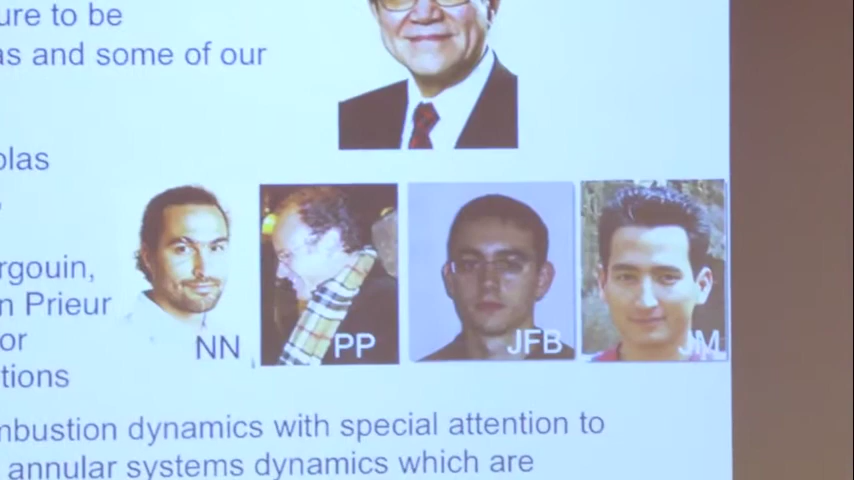 ure to be
as and some of our
olas
rgouin,
n Prieur
or
tions
NN
PP
JFB
JM
mbustion dynamics with special attention to
annular systems dynamics which are